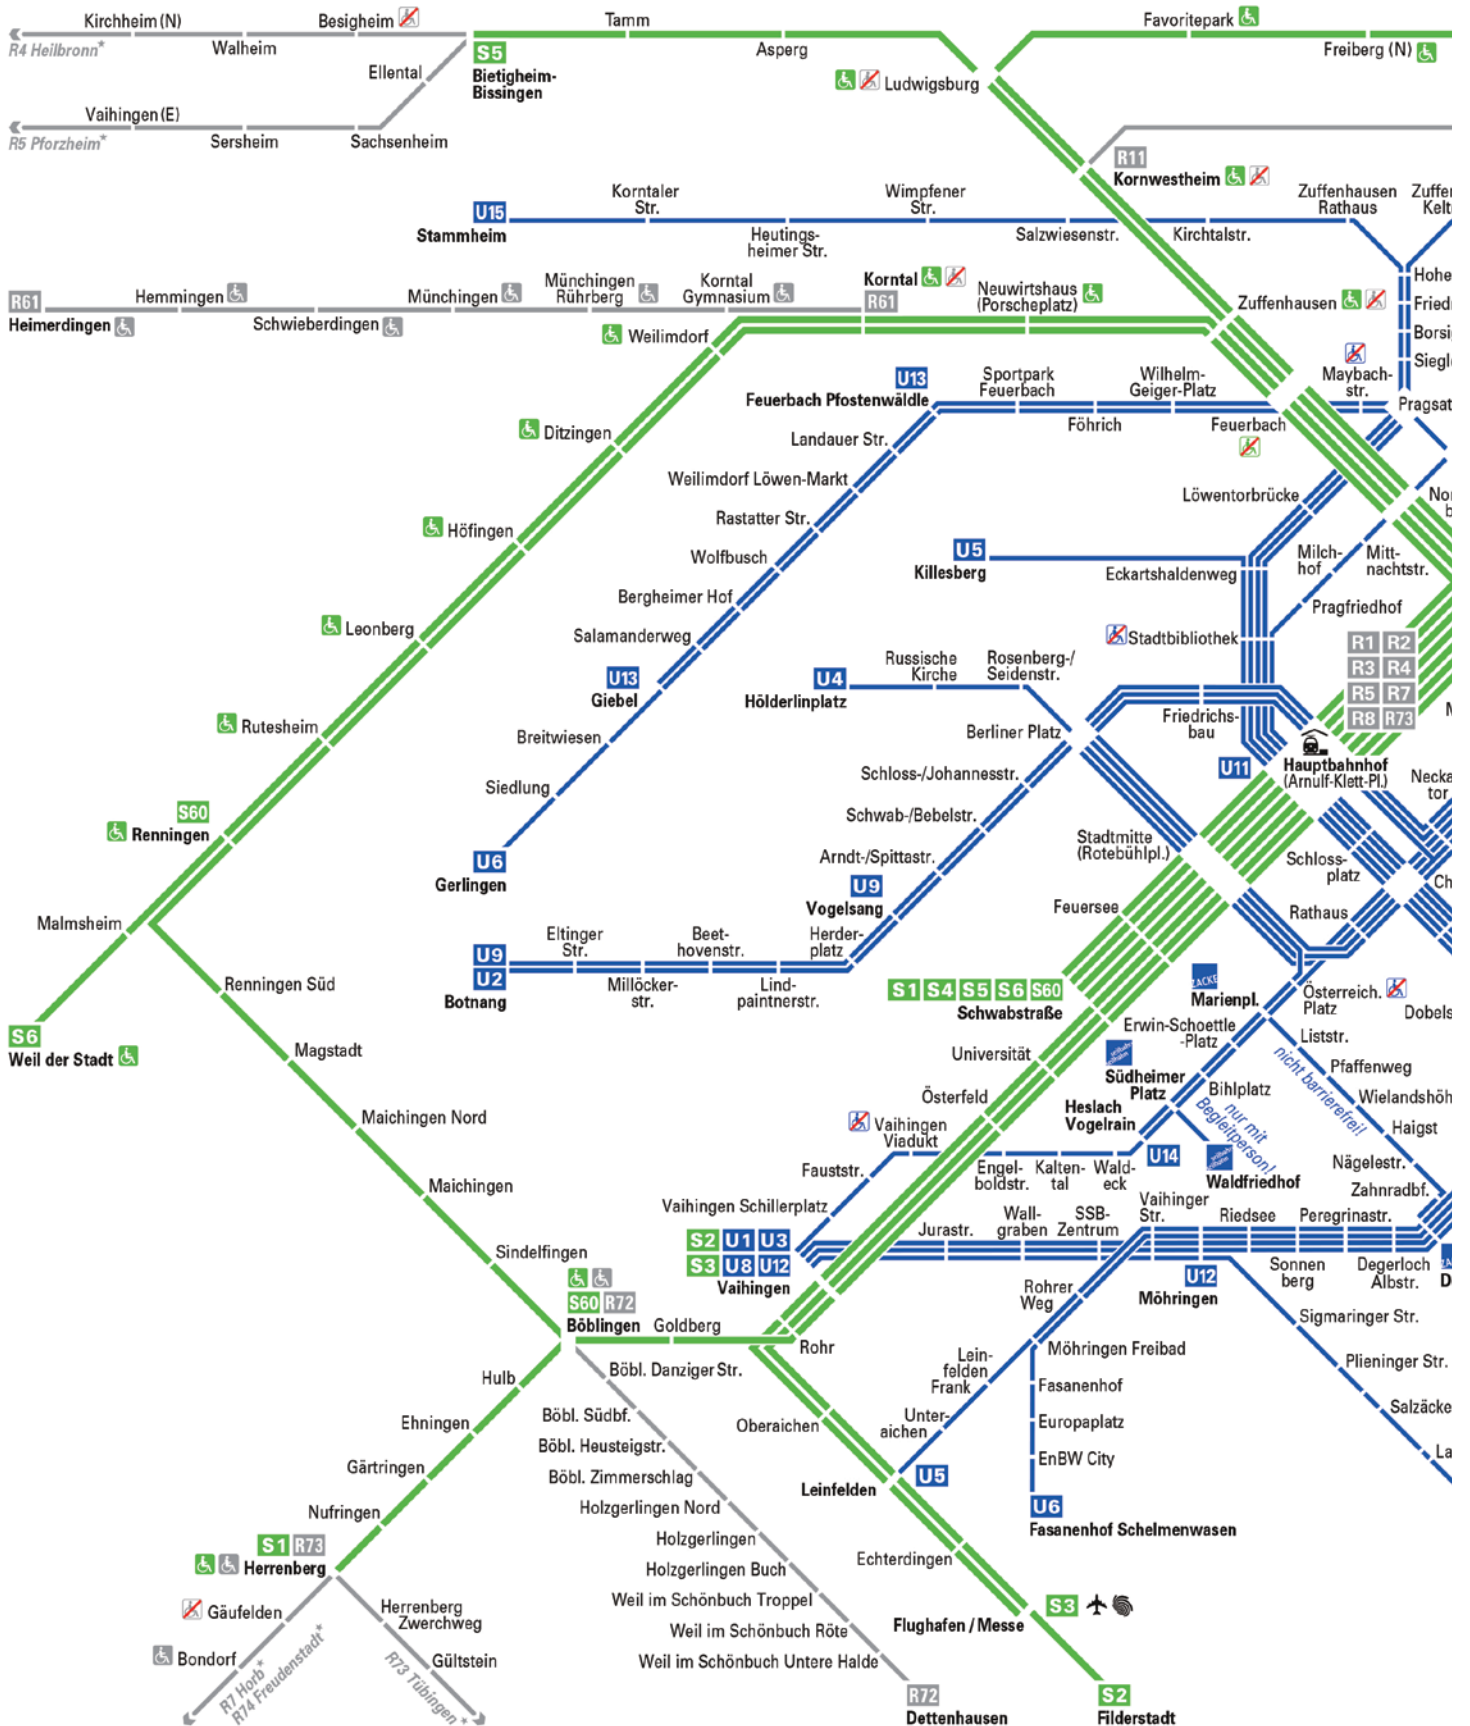 Kirchheim (N)
Besigheim
Tamm
Favoritepark
R4 Heilbronn*
Walheim
S5
Asperg
Freiberg (N)
Ellental
Bietigheim-
Bissingen
Ludwigsburg
Vaihingen (E)
R5 Pforzheim*
Sersheim
Sachsenheim
R11
Kornwestheim
Korntaler
Str.
Wimpfener
Str.
Zuffenhausen
Rathaus
U15
Stammheim
Heutings-
heimer Str.
Salzwiesenstr.
Kirchtalstr.
Münchingen
Rührberg
Korntal
Gymnasium
Korntal
Neuwirtshaus
(Porscheplatz)
R61
Hemmingen
Münchingen
R61
Zuffenhausen
Heimerdingen
Schwieberdingen
Weilimdorf
U13
Feuerbach Pfostenwäldle
Sportpark
Feuerbach
Wilhelm-
Geiger-Platz
Maybach-
str.
Föhrich
Feuerbach
Landauer Str.
Ditzingen
Weilimdorf Löwen-Markt
Löwentorbrücke
Rastatter Str.
Höfingen
Wolfbusch
U5
Killesberg
Eckartshaldenweg
Milch-
hof
Mitt-
nachtstr.
Bergheimer Hof
Pragfriedhof
Leonberg
Salamanderweg
Stadtbibliothek
R1 R2
R3 R4
R5 R7
R8 R73
U13
Giebel
U4
Hölderlinplatz
Russische
Kirche
Rosenberg-/
Seidenstr.
Rutesheim
Breitwiesen
Berliner Platz
Friedrichs-
bau
Siedlung
Schloss-/Johannesstr.
U11
Hauptbahnhof
(Arnulf-Klett-Pl.)
S60
Renningen
Schwab-/Bebelstr.
Stadtmitte
(Rotebühlpl.)
U6
Gerlingen
Arndt-/Spittastr.
Schloss-
platz
U9
Vogelsang
Malmsheim
Feuersee
Rathaus
U9
U2
Botnang
Eltinger
Str.
Beet-
hovenstr.
Herder-
platz
Millöcker-
str.
Lind-
paintnerstr.
Renningen Süd
S1 S4 S5 S6 S60
Schwabstraße
ZACKE
Marienpl.
Österreich.
Platz
S6
Weil der Stadt
Magstadt
Universität
Erwin-Schoettle
-Platz
Liststr.
Südheimer
Platz
Pfaffenweg
nicht barrierefrei!
Österfeld
Bihlplatz
Maichingen Nord
Heslach
Vogelrain
nur mit
Begleitperson!
Haigst
Vaihingen
Viadukt
Fauststr.
Engel-
boldstr.
Kalten-
tal
Wald-
eck
U14
Waldfriedhof
Nägelestr.
Maichingen
Zahnradbf.
Vaihingen Schillerplatz
Vaihinger
Str.
Riedsee
Peregrinastr.
S2 U1 U3
S3 U8 U12
Vaihingen
Jurastr.
Wall-
graben
SSB-
Zentrum
Sindelfingen
Sonnen
berg
Degerloch
Albstr.
U12
Möhringen
S60 R72
Böblingen
Goldberg
Rohrer
Weg
Sigmaringer Str.
Rohr
Möhringen Freibad
Böbl. Danziger Str.
Plieninger Str.
Hulb
Lein-
felden
Frank
Fasanenhof
Böbl. Südbf.
Unter-
aichen
Europaplatz
Ehningen
Oberaichen
Böbl. Heusteigstr.
EnBW City
Gärtringen
Böbl. Zimmerschlag
Leinfelden
U5
U6
Fasanenhof Schelmenwasen
Nufringen
Holzgerlingen Nord
S1 R73
Herrenberg
Holzgerlingen
Echterdingen
Holzgerlingen Buch
Gäufelden
Herrenberg
Zwerchweg
Weil im Schönbuch Troppel
S3
Flughafen / Messe
Bondorf
Weil im Schönbuch Röte
Gültstein
Weil im Schönbuch Untere Halde
R7 Horb*
R74 Freudenstadt*
R73 Tübingen*
R72
Dettenhausen
S2
Filderstadt